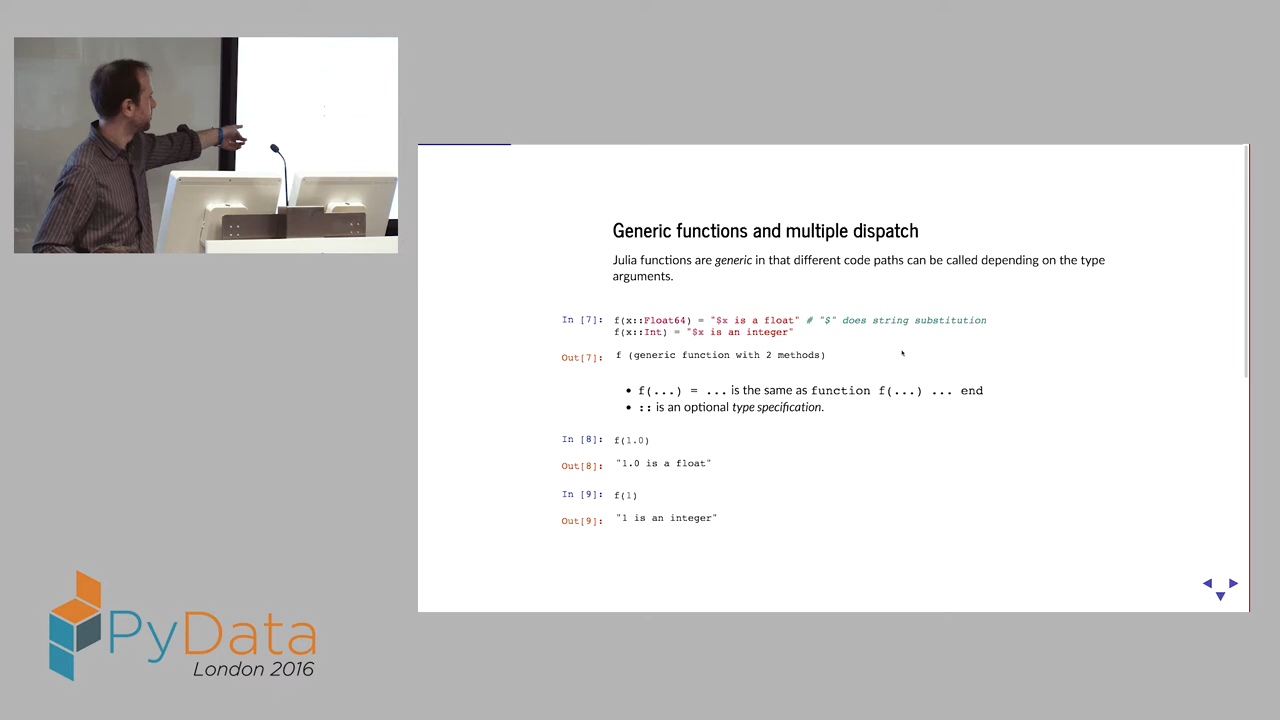 Generic functions and multiple dispatch
Julia functions are generic in that different code paths can be called depending on the type
arguments.
In [7]: f(x::Float64) = "$x is a float" # "$" does string substitution
f(x::Int) = "$x is an integer"
Out[7]: f (generic function with 2 methods)
• f(...) = ... is the same as function f(...) ... end
• :: is an optional type specification.
In [8]: f(1.0)
Out[8]: "1.0 is a float"
In [9]: f(1)
Out[9]: "1 is an integer"
PyData
London 2016